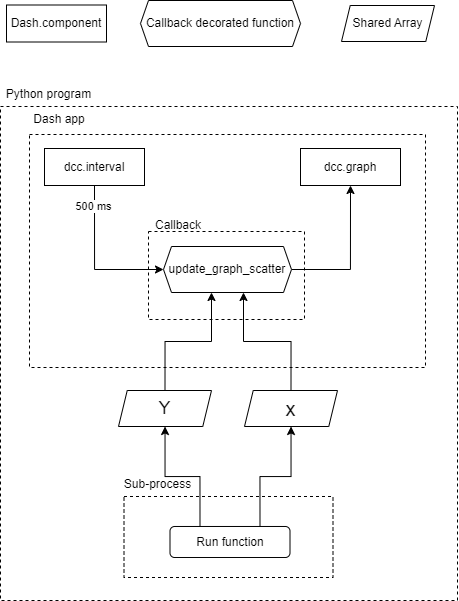 Dash.component
Callback decorated function
Shared Array
Python program
Dash app
dcc.interval
dcc.graph
500 ms
Callback
update_graph_scatter
Y
X
Sub-process
Run function